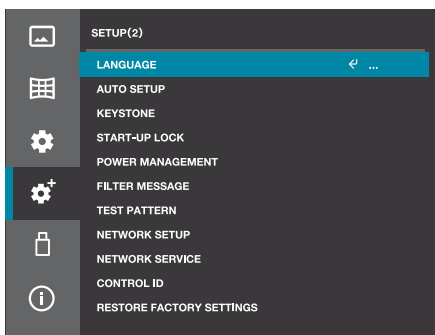 SETUP(2)
LANGUAGE ...
AUTO SETUP
KEYSTONE
START-UP LOCK
POWER MANAGEMENT
FILTER MESSAGE
TEST PATTERN
NETWORK SETUP
NETWORK SERVICE
CONTROL ID
RESTORE FACTORY SETTINGS